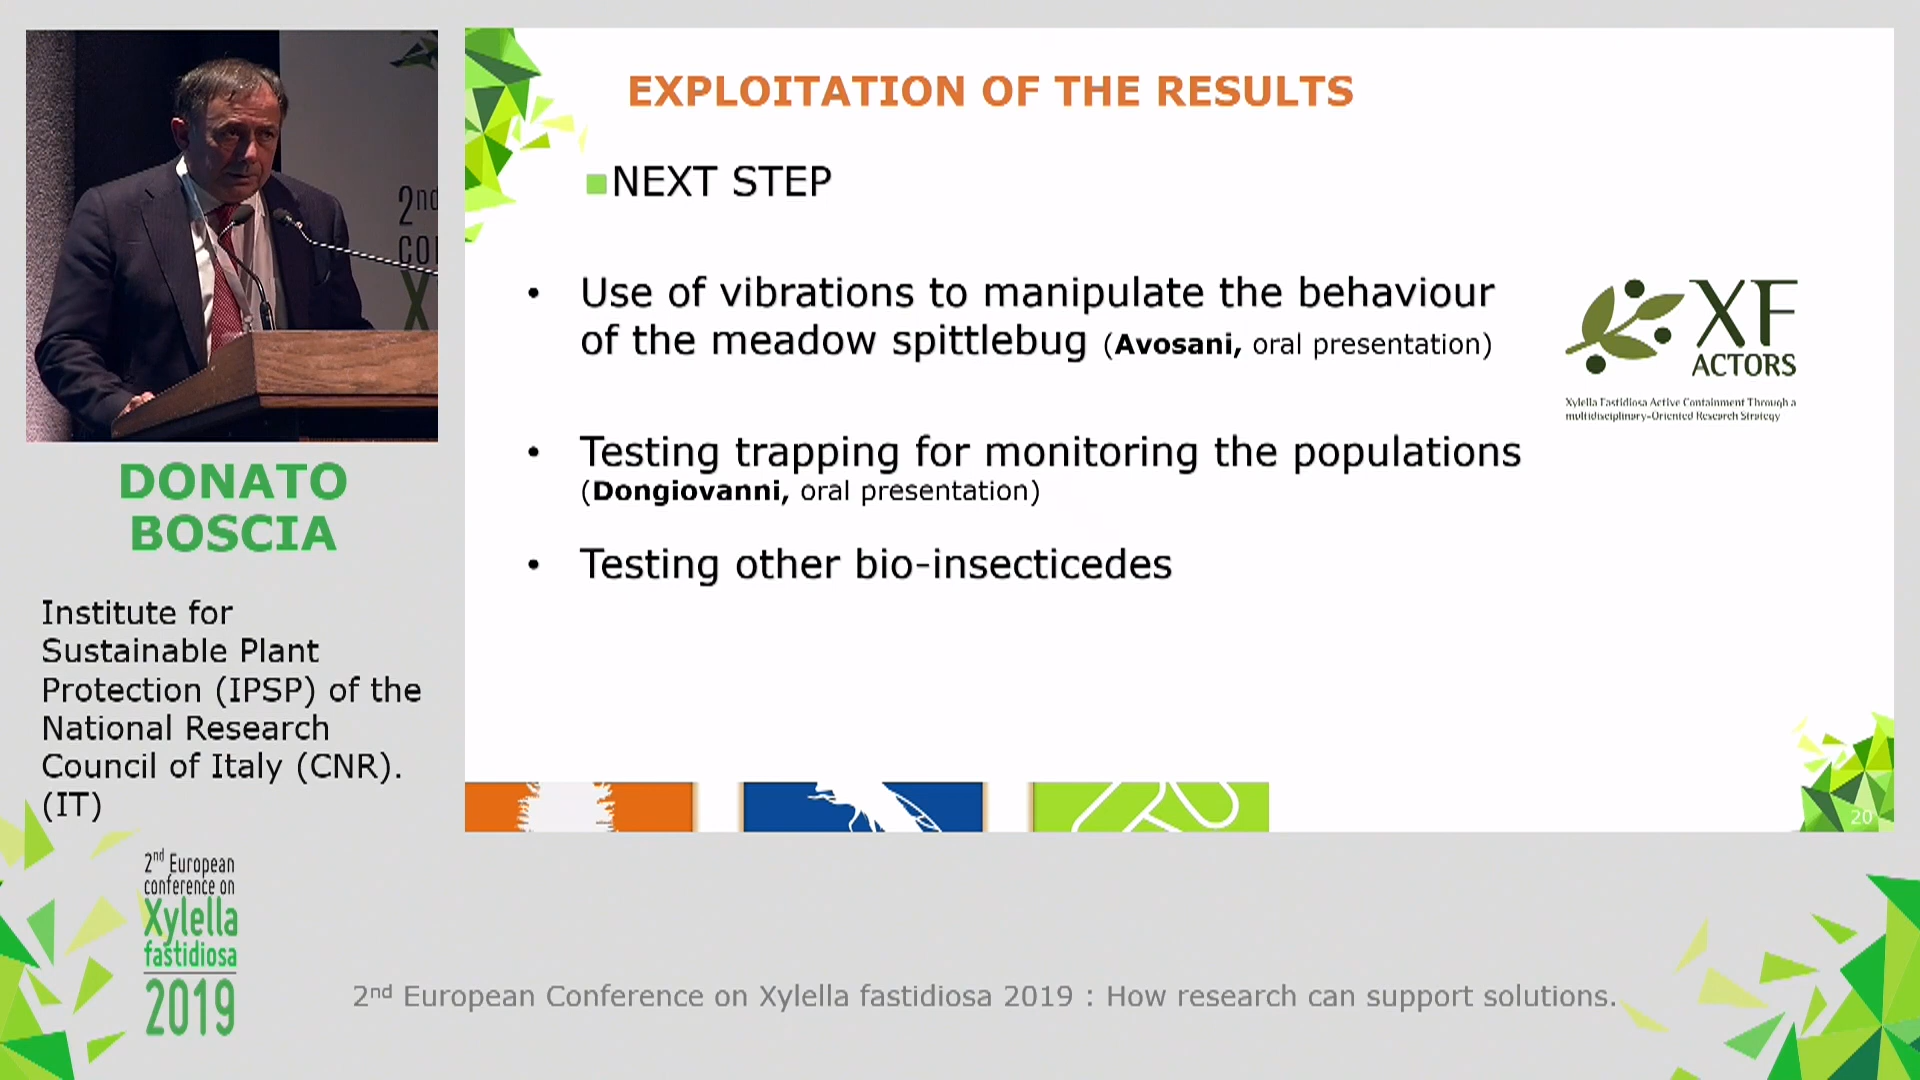 2nd
CO
X
DONATO
BOSCIA
Institute for
Sustainable Plant
Protection (IPSP) of the
National Research
Council of Italy (CNR).
(IT)
EXPLOITATION OF THE RESULTS
NEXT STEP
• Use of vibrations to manipulate the behaviour
of the meadow spittlebug (Avosani, oral presentation)
• Testing trapping for monitoring the populations
(Dongiovanni, oral presentation)
• Testing other bio-insecticedes
XF
ACTORS
Xylella Fastidiosa Active Containment Through a
multidisciplinary-Oriented Research Strategy
20
2nd European
conference on
Xylella
fastidiosa
2019
2nd European Conference on Xylella fastidiosa 2019 : How research can support solutions.